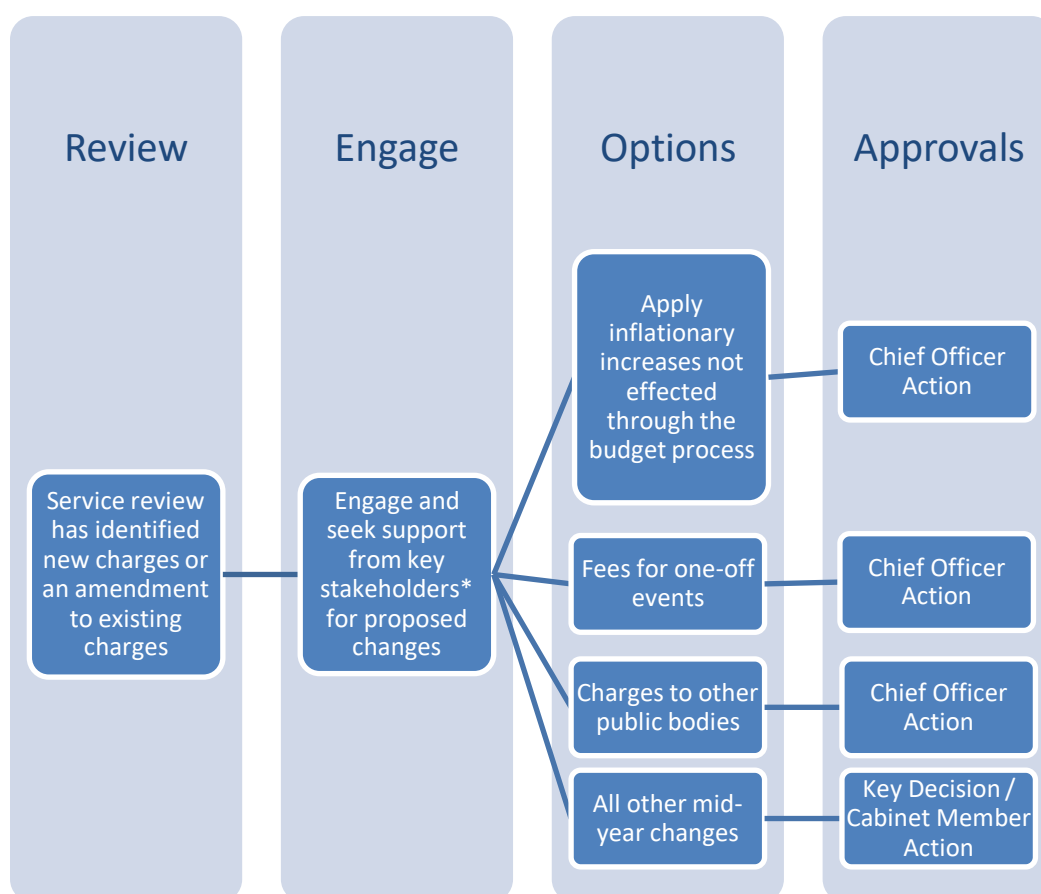 Review
Engage
Options
Approvals
Service review
has identified
new charges or
an amendment
to existing
charges
Engage and
seek support
from key
stakeholders*
for proposed
changes
Apply
inflationary
increases not
effected
through the
budget process
Chief Officer
Action
Fees for one-off
events
Chief Officer
Action
Charges to other
public bodies
Chief Officer
Action
All other mid-
year changes
Key Decision /
Cabinet Member
Action